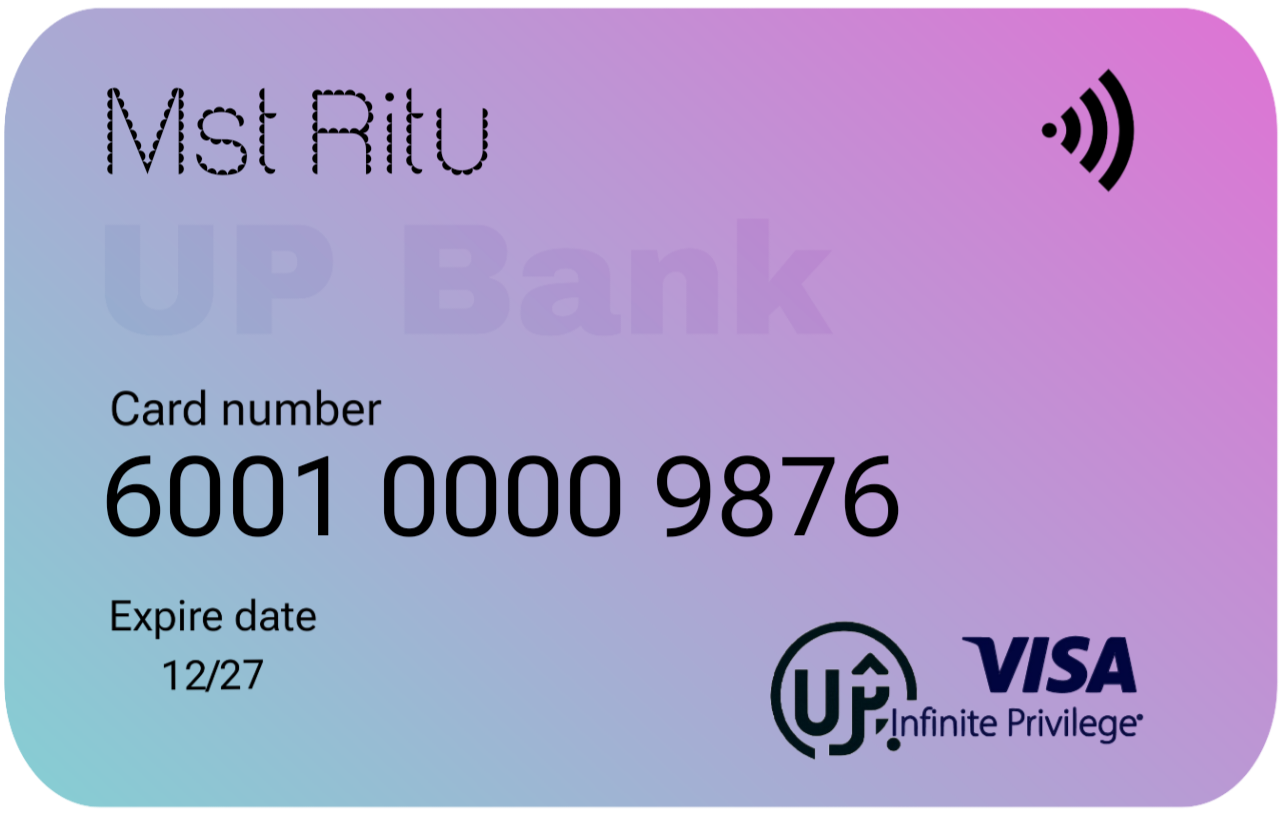 Mst Ritu
UP Bank
Card number
6001 0000 9876
Expire date
12/27
UP
VISA
Infinite Privilege